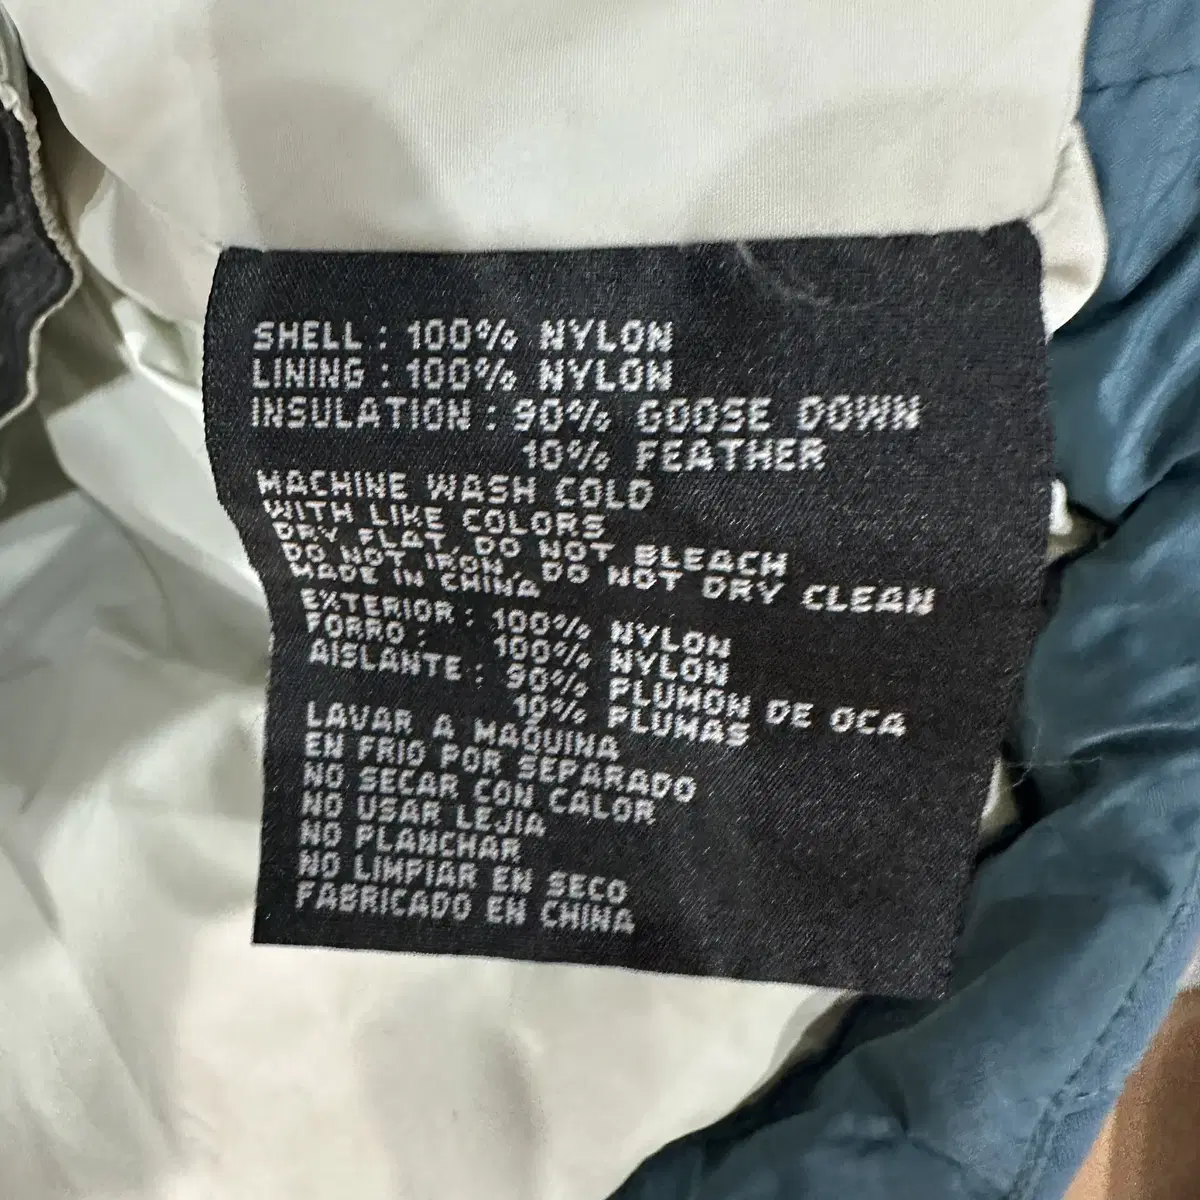 SHELL : 100% NYLON
LINING : 100% NYLON
INSULATION : 90% GOOSE DOWN
10% FEATHER
MACHINE WASH COLD
WITH LIKE COLORS
DRY FLAT, DO NOT BLEACH
DO NOT IRON, DO NOT DRY CLEAN
MADE IN CHINA
EXTERIOR : 100% NYLON
FORRO : 100% NYLON
AISLANTE : 90% PLUMON DE OCA
10% PLUMAS
LAVAR A MAQUINA
EN FRIO POR SEPARADO
NO SECAR CON CALOR
NO USAR LEJIA
NO PLANCHAR
NO LIMPIAR EN SECO
FABRICADO EN CHINA